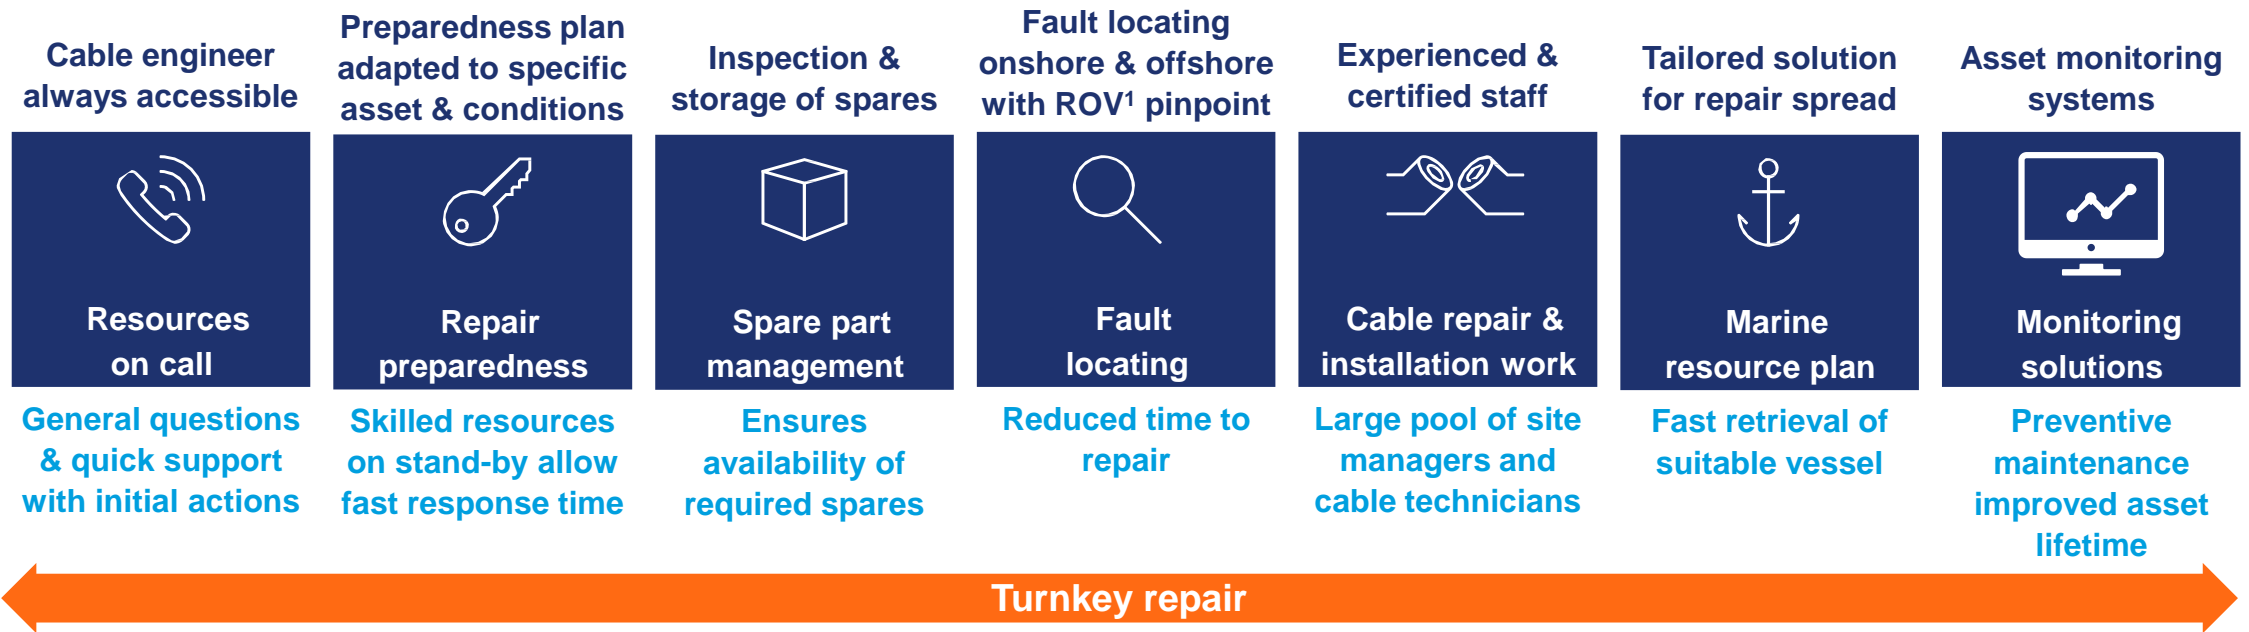 Cable engineer
always accessible
Resources
on call
General questions
& quick support
with initial actions
Preparedness plan
adapted to specific
asset & conditions
Repair
preparedness
Skilled resources
on stand-by allow
fast response time
Inspection &
storage of spares
Spare part
management
Ensures
availability of
required spares
Fault locating
onshore & offshore
with ROV¹ pinpoint
Fault
locating
Reduced time to
repair
Experienced &
certified staff
Cable repair &
installation work
Large pool of site
managers and
cable technicians
Tailored solution
for repair spread
Marine
resource plan
Fast retrieval of
suitable vessel
Asset monitoring
systems
Monitoring
solutions
Preventive
maintenance
improved asset
lifetime
Turnkey repair